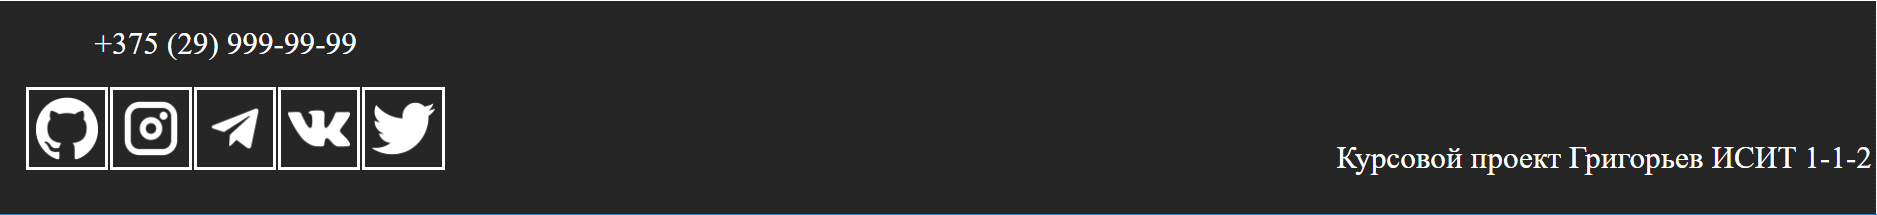 +375 (29) 999-99-99
Курсовой проект Григорьев ИСИТ 1-1-2